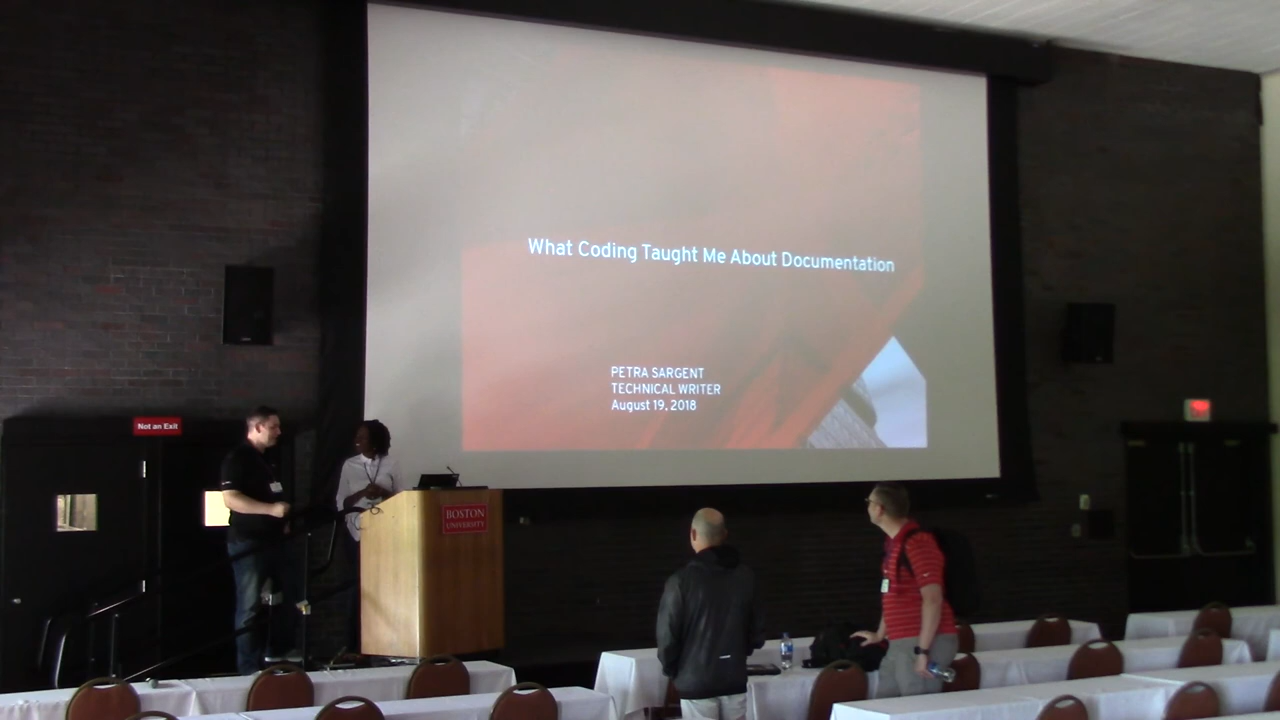 What Coding Taught Me About Documentation
PETRA SARGENT
TECHNICAL WRITER
August 19, 2018
Not an Exit
BOSTON
UNIVERSITY